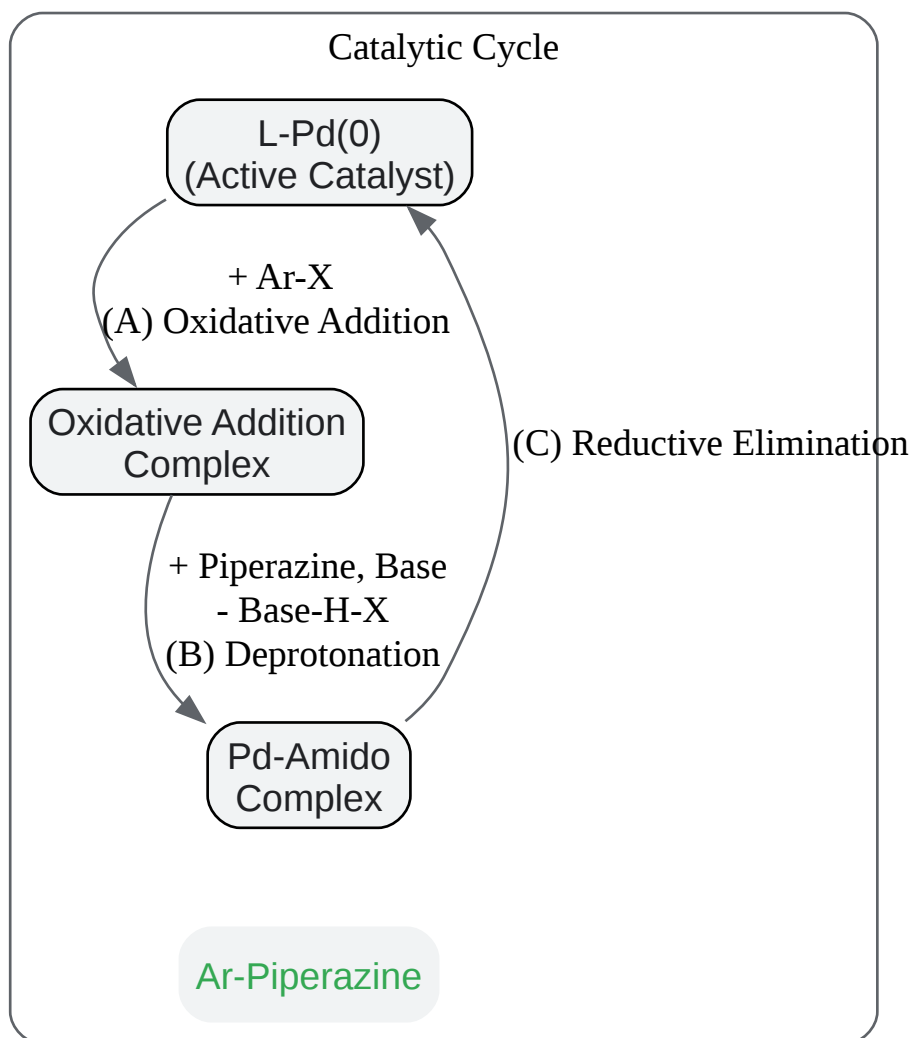 Catalytic Cycle
L-Pd(0)
(Active Catalyst)
+ Ar-X
(A) Oxidative Addition
Oxidative Addition
Complex
(C) Reductive Elimination
+ Piperazine, Base
- Base-H-X
(B) Deprotonation
Pd-Amido
Complex
Ar-Piperazine